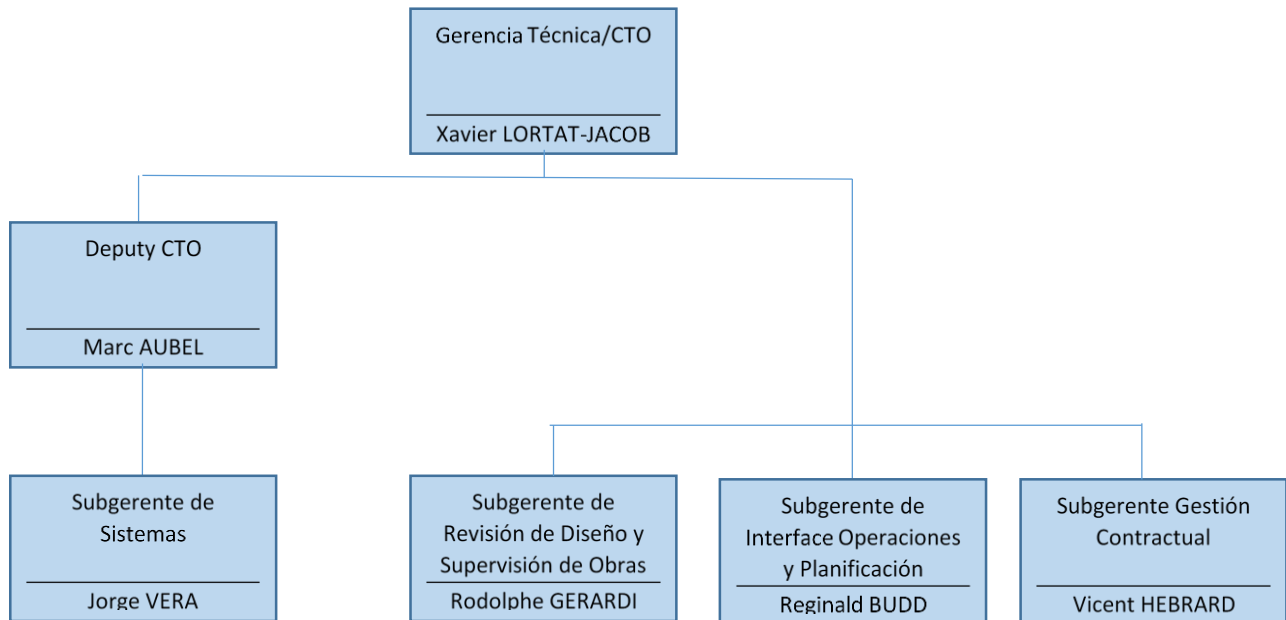 Gerencia Técnica/CTO
Xavier LORTAT-JACOB
Deputy CTO
Marc AUBEL
Subgerente de
Sistemas
Jorge VERA
Subgerente de
Revisión de Diseño y
Supervisión de Obras
Rodolphe GERARDI
Subgerente de
Interface Operaciones
y Planificación
Reginald BUDD
Subgerente Gestión
Contractual
Vicent HEBRARD